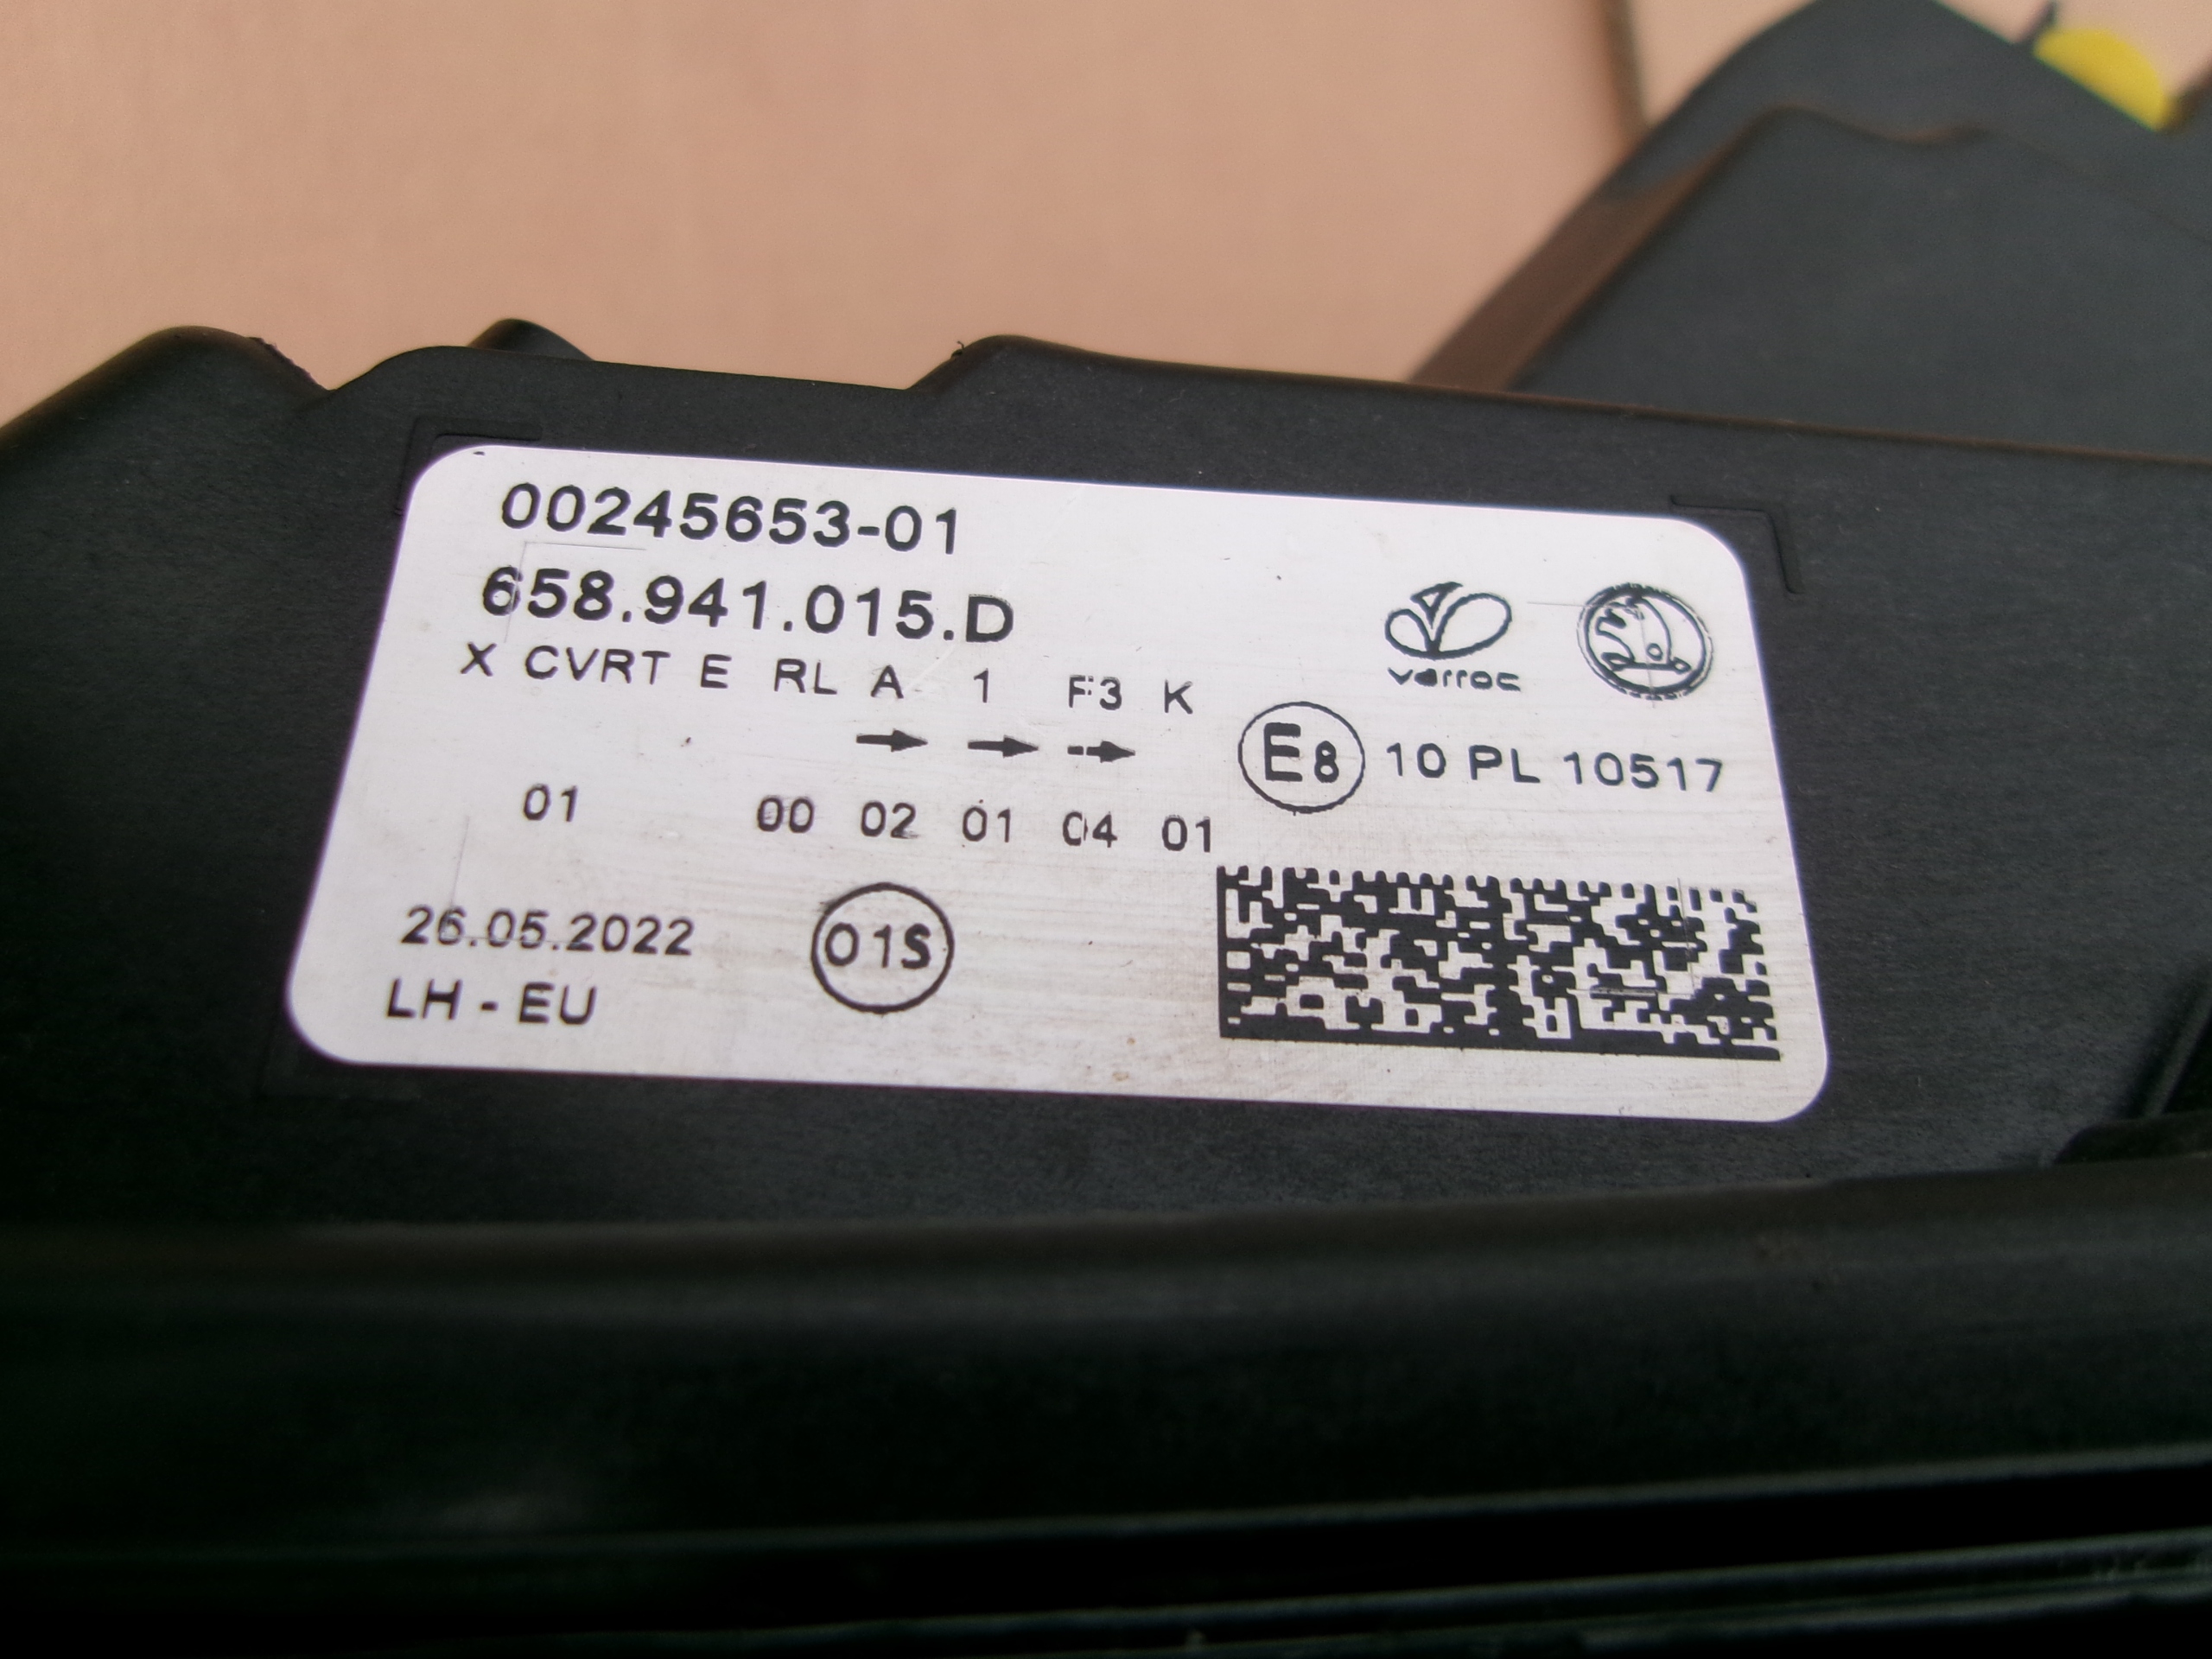 00245653-01
658.941.015.D
X CVRT E RL A 1 F3 K
varroc
E8 10 PL 10517
01 00 02 01 04 01
26.05.2022 01S
LH - EU